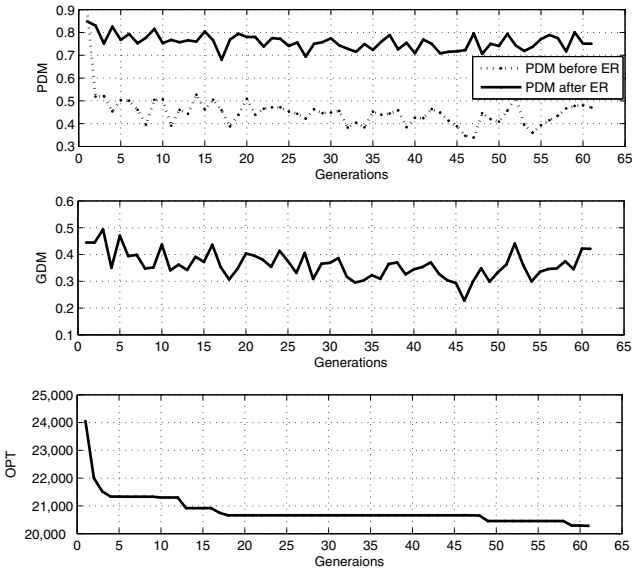 0.9
0.8
0.7
0.6
0.5
0.4
0.3
PDM
PDM before ER
PDM after ER
0 5 10 15 20 25 30 35 40 45 50 55 60 65
Generations
0.6
0.5
0.4
0.3
0.2
0.1
GDM
0 5 10 15 20 25 30 35 40 45 50 55 60 65
Generations
25,000
24,000
23,000
22,000
21,000
20,000
OPT
0 5 10 15 20 25 30 35 40 45 50 55 60 65
Generaions